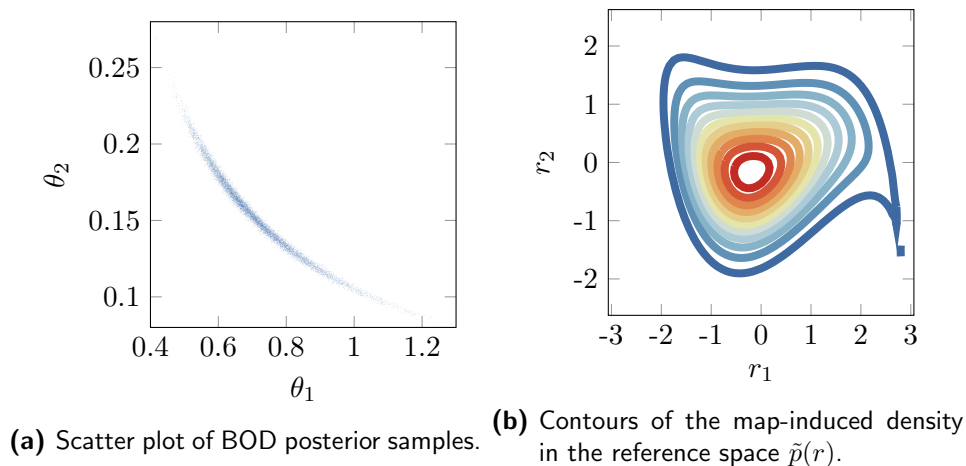 0.25
0.2
0.15
0.1
θ2
0.4 0.6 0.8 1 1.2
θ1
(a) Scatter plot of BOD posterior samples.
2
1
0
-1
-2
r2
-3 -2 -1 0 1 2 3
r1
(b) Contours of the map-induced density
in the reference space p̃(r).